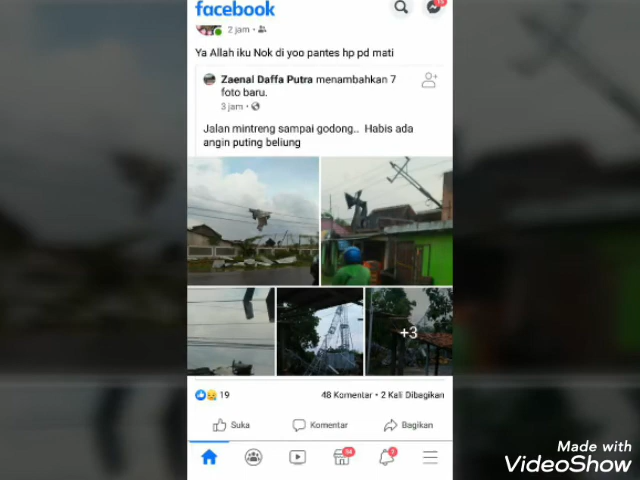 facebook
2 jam
Ya Allah iku Nok di yoo pantes hp pd mati
Zaenal Daffa Putra menambahkan 7
foto baru.
3 jam
Jalan mintreng sampai godong.. Habis ada
angin puting beliung
+3
19
48 Komentar • 2 Kali Dibagikan
Suka
Komentar
Bagikan
Made with
VideoShow